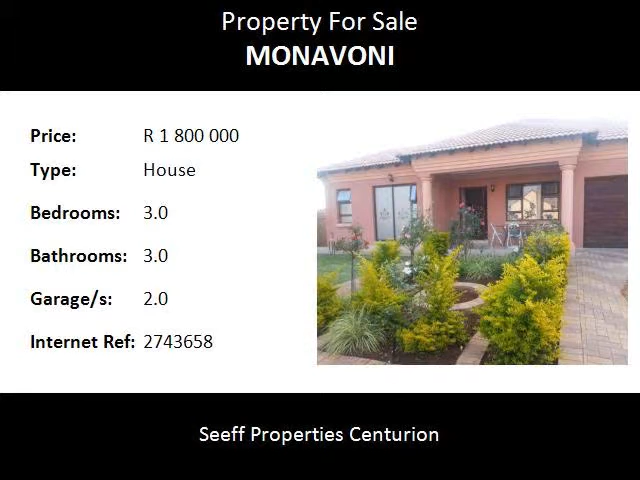 Property For Sale
MONAVONI
Price: R 1 800 000
Type: House
Bedrooms: 3.0
Bathrooms: 3.0
Garage/s: 2.0
Internet Ref: 2743658
Seeff Properties Centurion